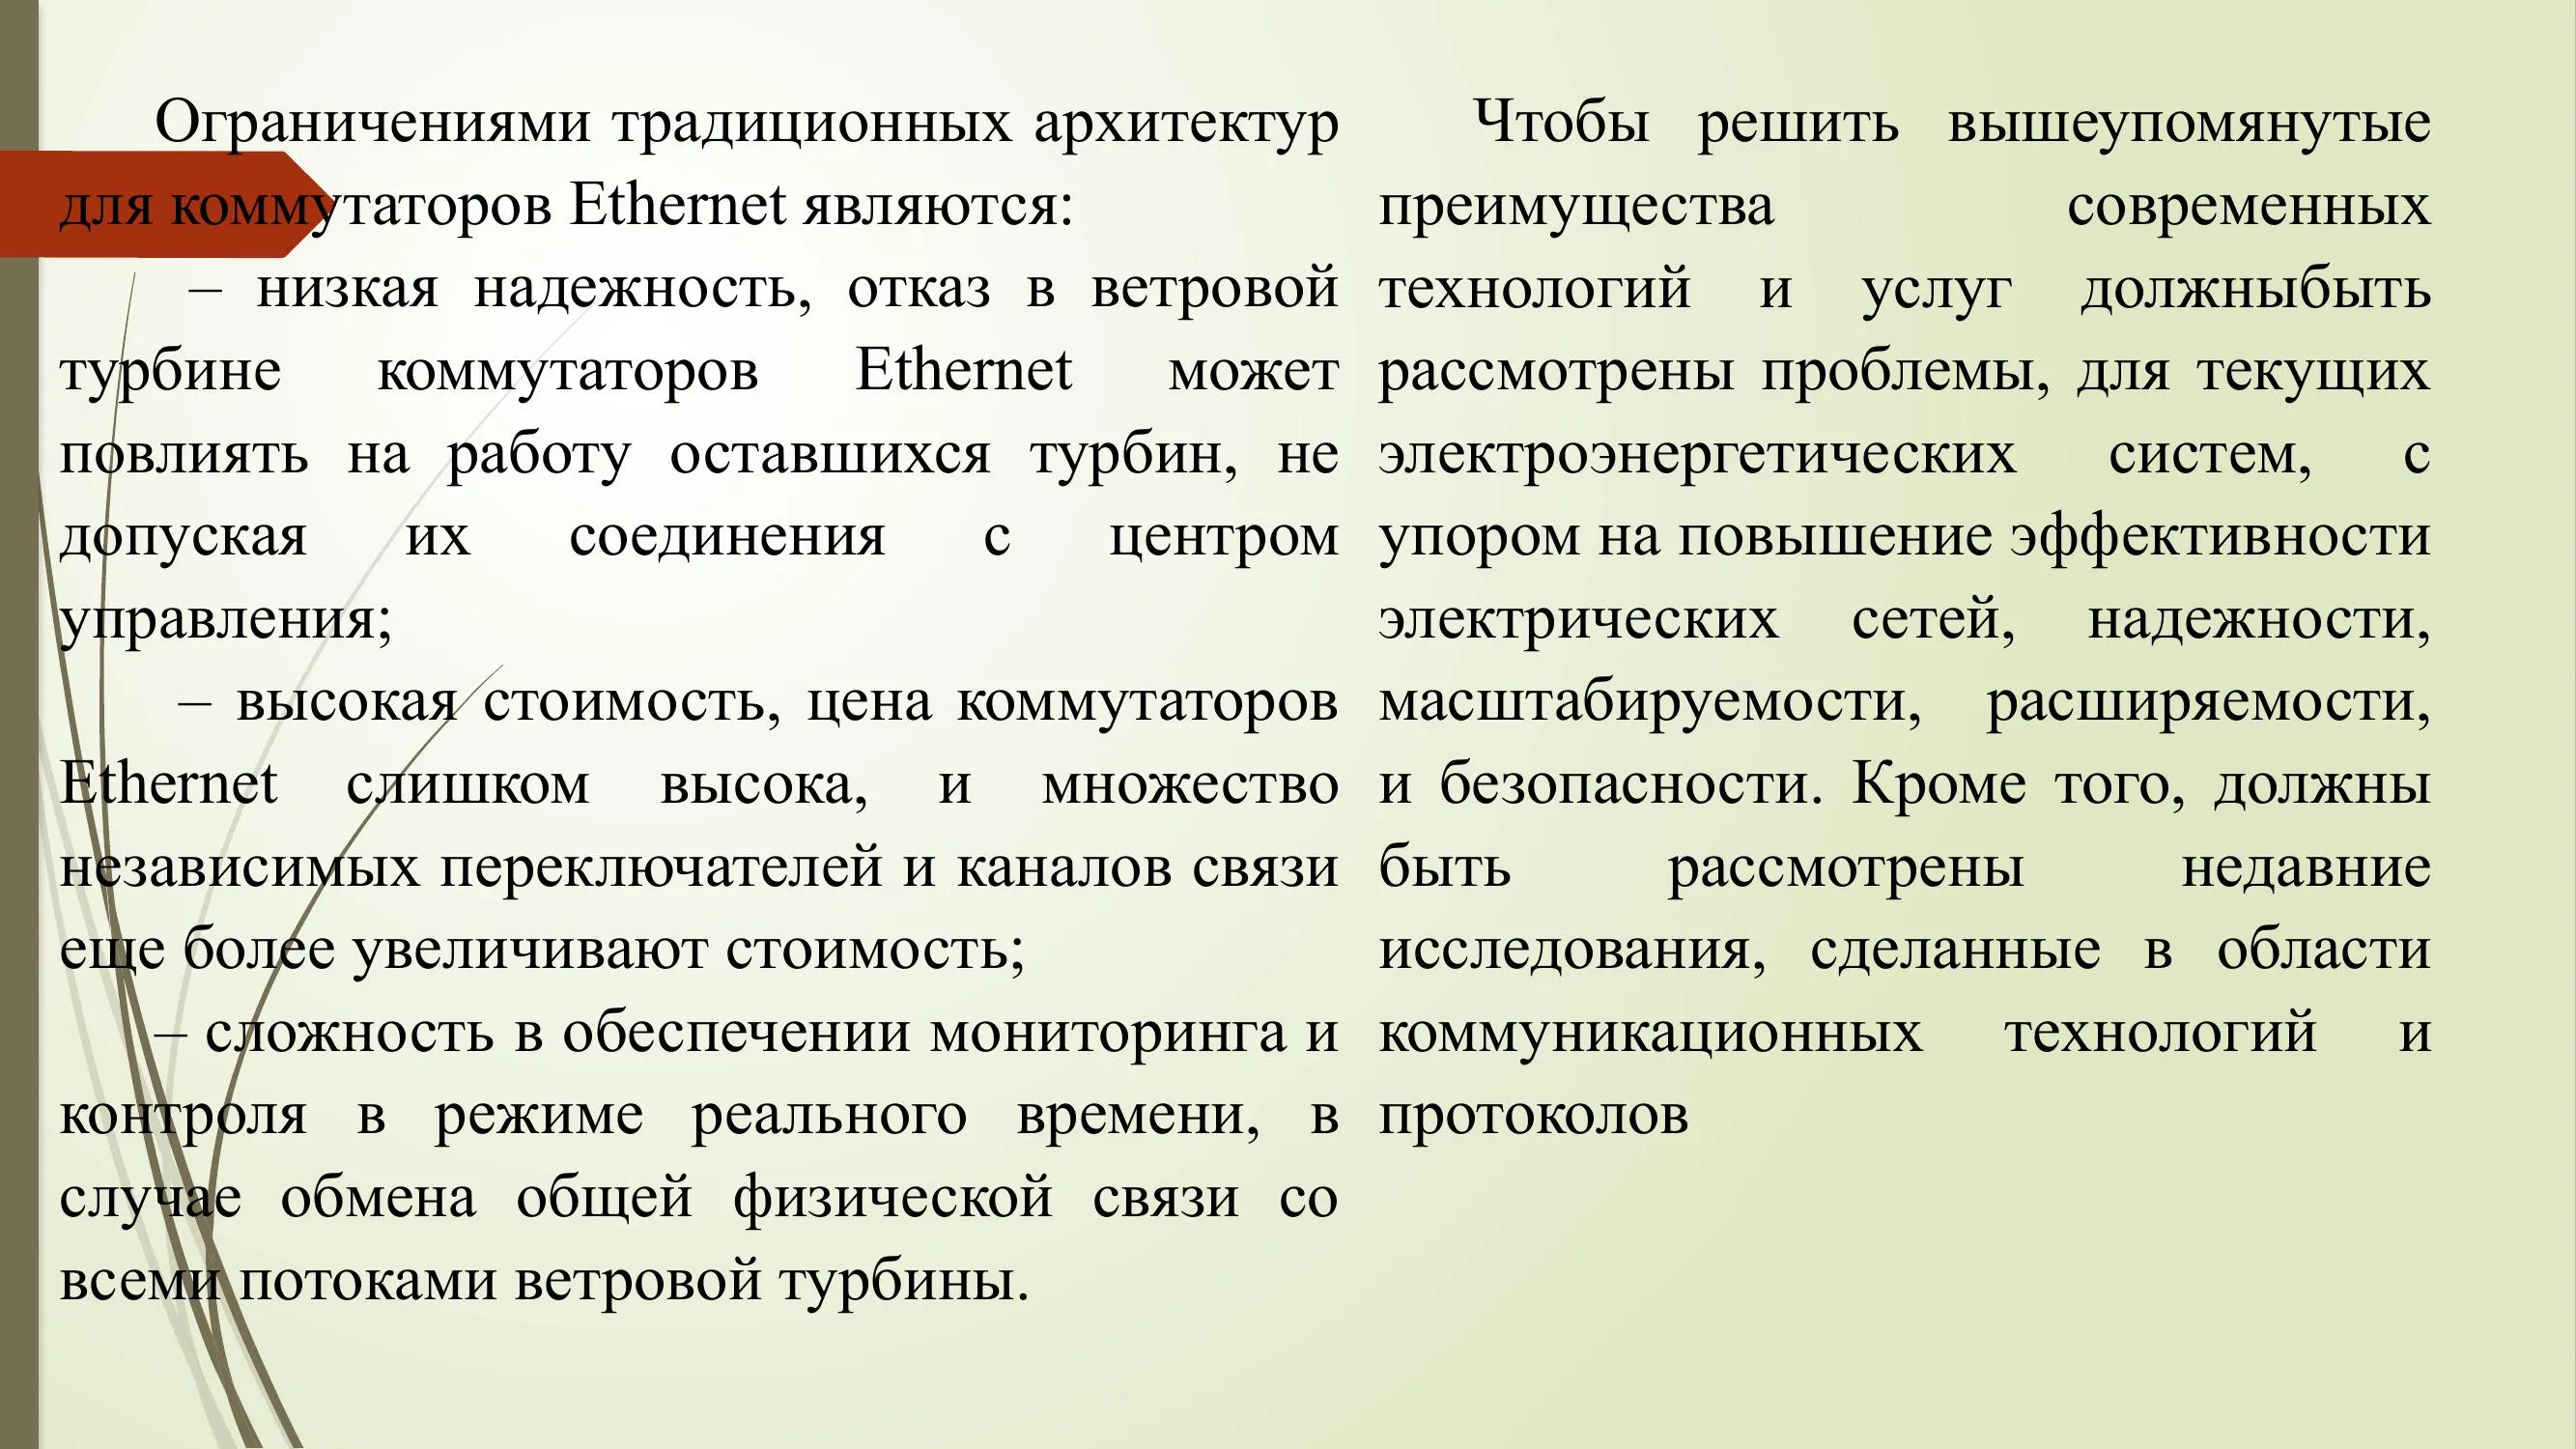 Ограничениями традиционных архитектур
для коммутаторов Ethernet являются:
– низкая надежность, отказ в ветровой
турбине коммутаторов Ethernet может
повлиять на работу оставшихся турбин, не
допуская их соединения с центром
управления;
– высокая стоимость, цена коммутаторов
Ethernet слишком высока, и множество
независимых переключателей и каналов связи
еще более увеличивают стоимость;
– сложность в обеспечении мониторинга и
контроля в режиме реального времени, в
случае обмена общей физической связи со
всеми потоками ветровой турбины.
Чтобы решить вышеупомянутые
преимущества современных
технологий и услуг должныбыть
рассмотрены проблемы, для текущих
электроэнергетических систем, с
упором на повышение эффективности
электрических сетей, надежности,
масштабируемости, расширяемости,
и безопасности. Кроме того, должны
быть рассмотрены недавние
исследования, сделанные в области
коммуникационных технологий и
протоколов